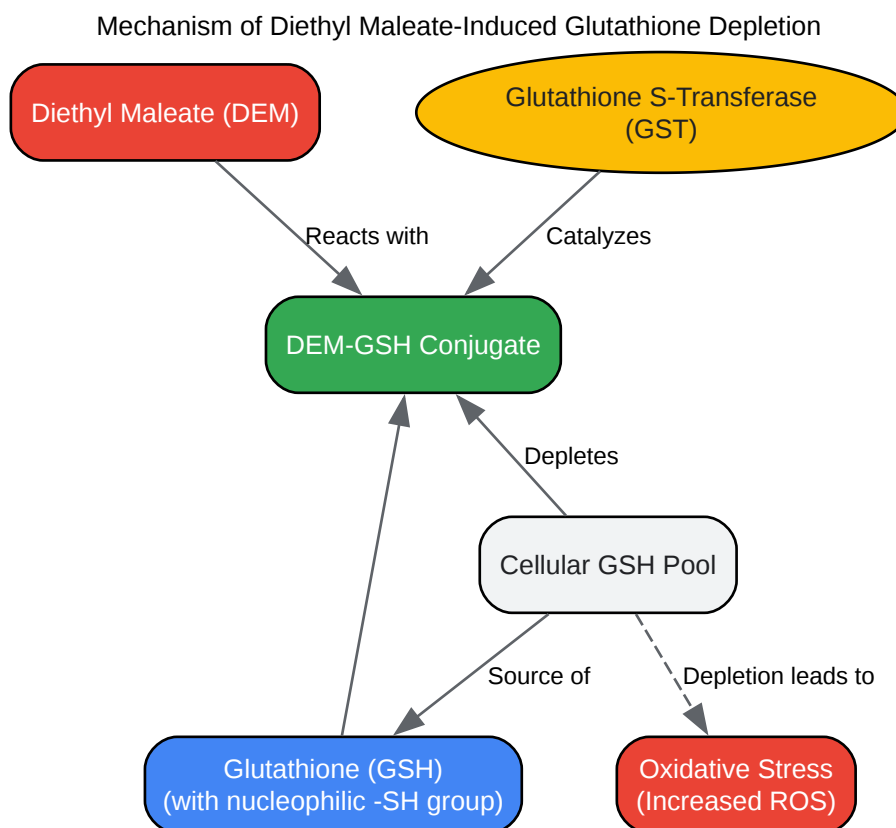 Mechanism of Diethyl Maleate-Induced Glutathione Depletion
Diethyl Maleate (DEM)
Glutathione S-Transferase
(GST)
Reacts with
Catalyzes
DEM-GSH Conjugate
Depletes
Cellular GSH Pool
Source of
Depletion leads to
Glutathione (GSH)
(with nucleophilic -SH group)
Oxidative Stress
(Increased ROS)